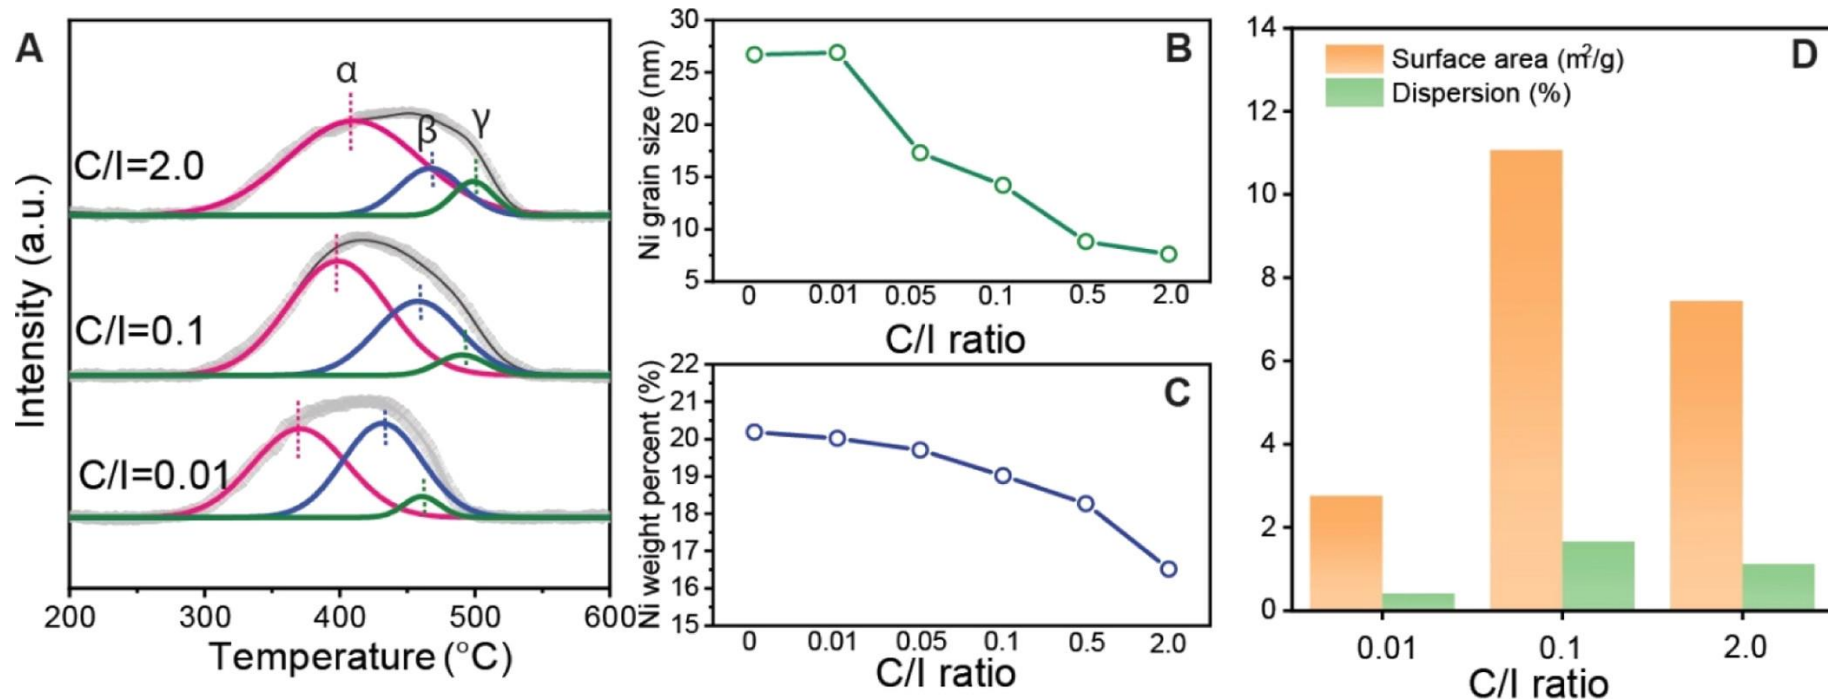 A
α
β
γ
C/I=2.0
C/I=0.1
C/I=0.01
Intensity (a.u.)
200
300
400
500
600
Temperature (°C)
B
Ni grain size (nm)
30
25
20
15
10
5
0
0.01
0.05
0.1
0.5
2.0
C/I ratio
C
Ni weight percent (%)
22
21
20
19
18
17
16
15
0
0.01
0.05
0.1
0.5
2.0
C/I ratio
D
Surface area (m²/g)
Dispersion (%)
14
12
10
8
6
4
2
0
0.01
0.1
2.0
C/I ratio